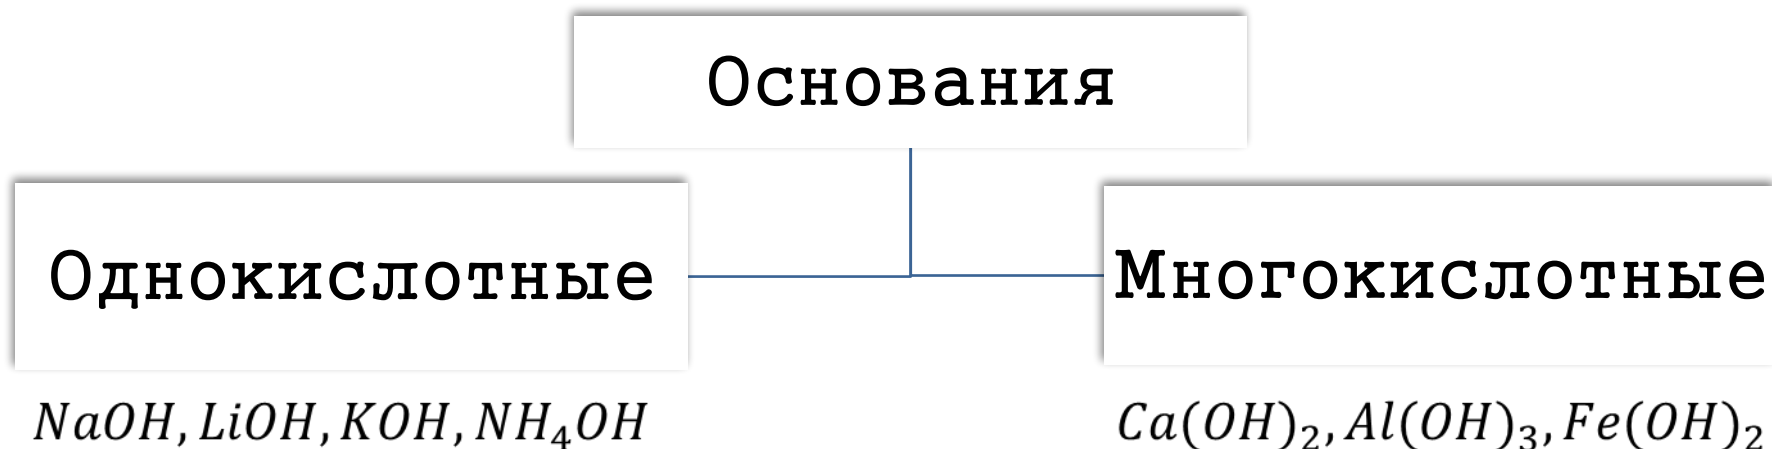 Основания
Однокислотные
Многокислотные
NaOH, LiOH, KOH, NH₄OH
Ca(OH)₂, Al(OH)₃, Fe(OH)₂